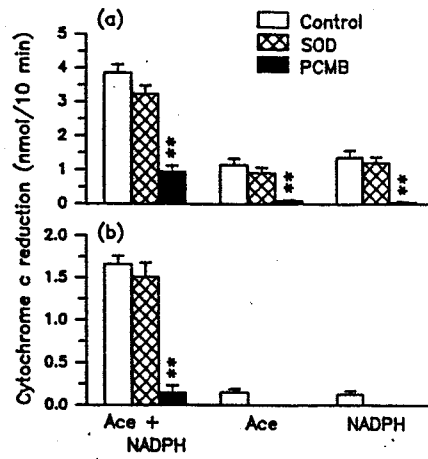 (a)
Control
SOD
PCMB
Cytochrome c reduction (nmol/10 min)
5
4
3
2
1
0
**
**
**
(b)
2.0
1.5
1.0
0.5
0.0
**
Ace + NADPH
Ace
NADPH